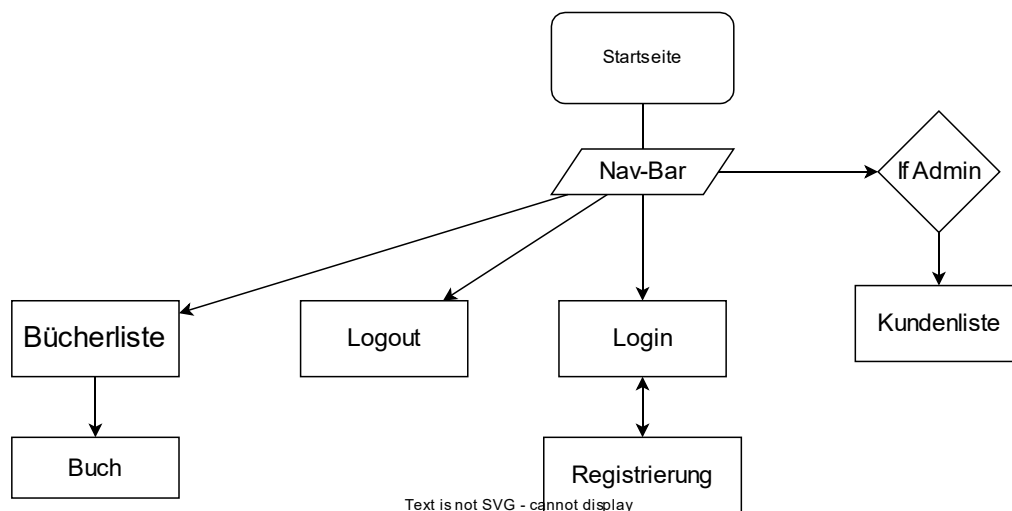 Startseite
Nav-Bar
If Admin
Bücherliste
Logout
Login
Kundenliste
Buch
Registrierung
Text is not SVG - cannot display